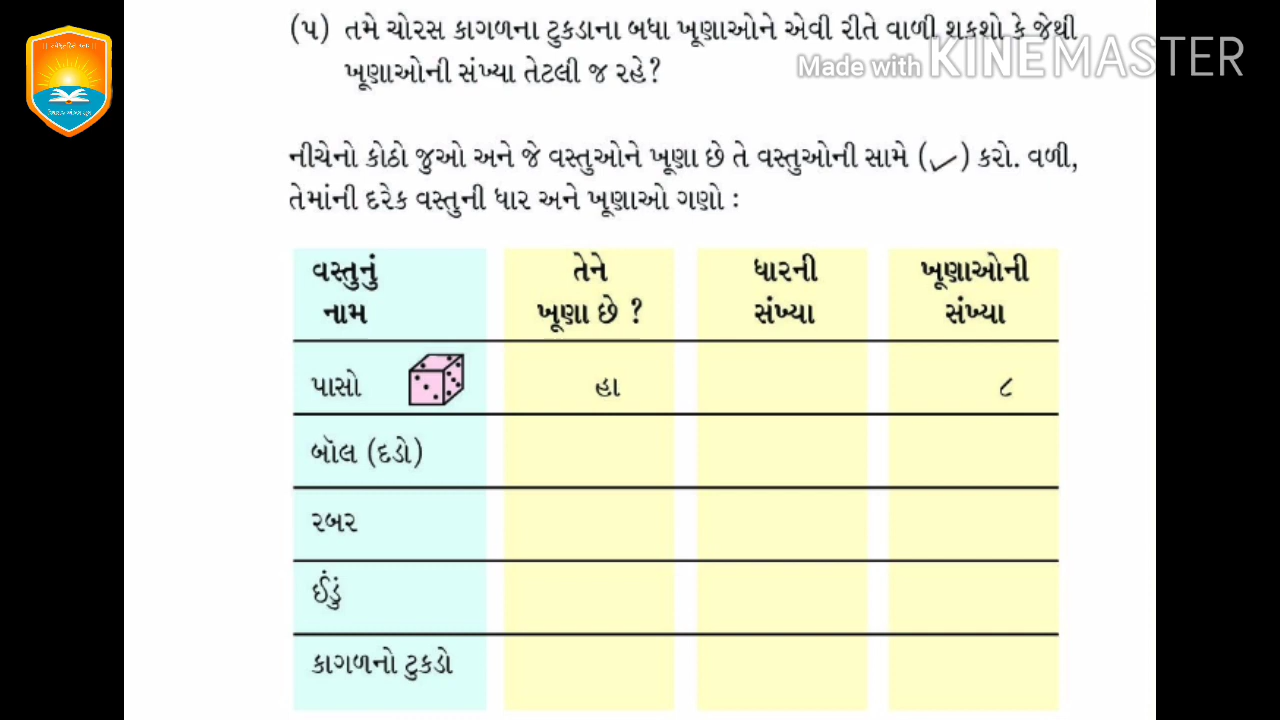 (૫) તમે ચોરસ કાગળના ટુકડાના બધા ખૂણાઓને એવી રીતે વાળી શકશો કે જેથી
ખૂણાઓની સંખ્યા તેટલી જ રહે?
Made with KINEMASTER
નીચેનો કોઠો જુઓ અને જે વસ્તુઓને ખૂણા છે તે વસ્તુઓની સામે (✓) કરો. વળી,
તેમાંની દરેક વસ્તુની ધાર અને ખૂણાઓ ગણો :
વસ્તુનું તેને ધારની ખૂણાઓની
નામ ખૂણા છે ? સંખ્યા સંખ્યા
પાસો હા ૮
બૉલ (દડો)
રબર
ઈંડું
કાગળનો ટુકડો